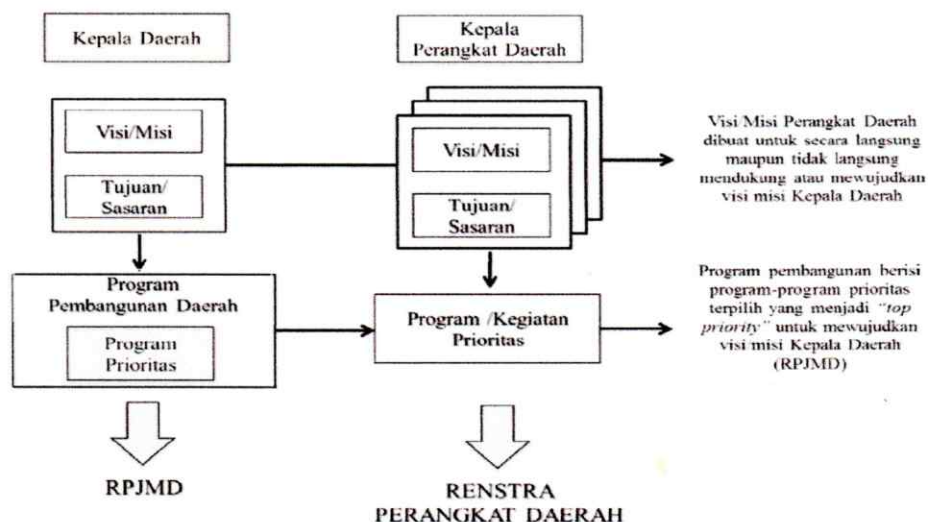 Kepala Daerah
Kepala
Perangkat Daerah
Visi/Misi
Tujuan/
Sasaran
Visi/Misi
Tujuan/
Sasaran
Visi/Misi Perangkat Daerah
dibuat untuk secara langsung
maupun tidak langsung
mendukung atau mewujudkan
visi misi Kepala Daerah
Program
Pembangunan Daerah
Program
Prioritas
Program /Kegiatan
Prioritas
Program pembangunan berisi
program-program prioritas
terpilih yang menjadi "top
priority" untuk mewujudkan
visi/misi Kepala Daerah
(RPJMD)
RPJMD
RENSTRA
PERANGKAT DAERAH